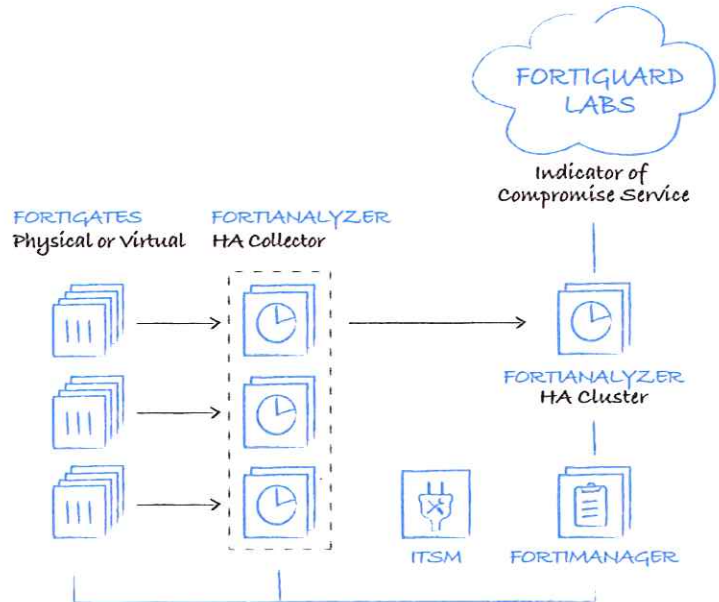 FORTIGUARD
LABS
Indicator of
Compromise Service
FORTIGATES
Physical or Virtual
FORTIANALYZER
HA Collector
FORTIANALYZER
HA Cluster
ITSM
FORTIMANAGER